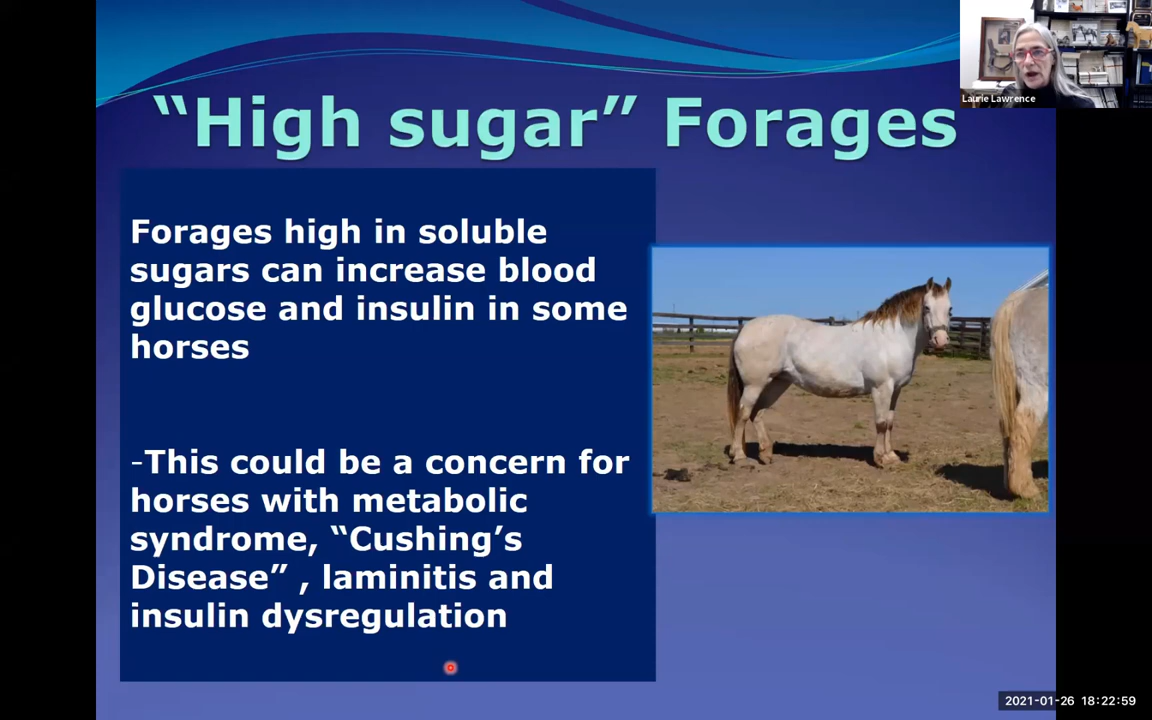 Laurie Lawrence
“High sugar” Forages
Forages high in soluble
sugars can increase blood
glucose and insulin in some
horses
-This could be a concern for
horses with metabolic
syndrome, “Cushing’s
Disease” , laminitis and
insulin dysregulation
2021-01-26 18:22:59